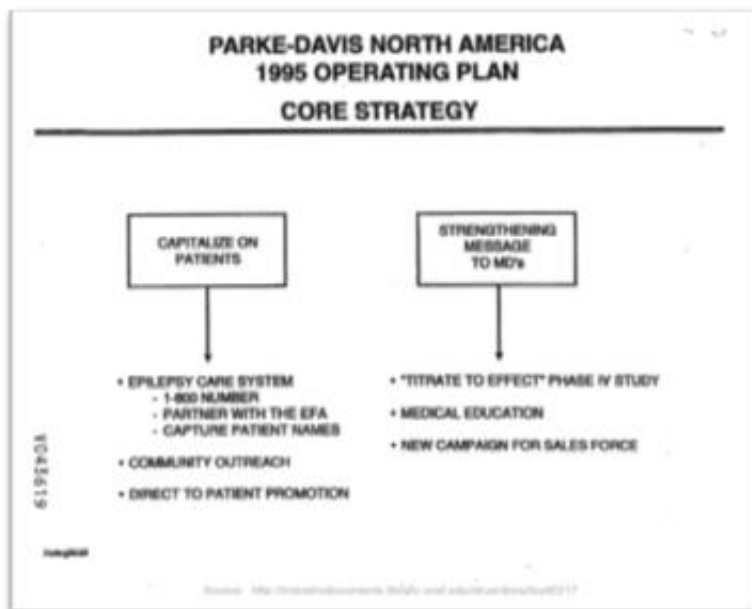 PARKE-DAVIS NORTH AMERICA
1995 OPERATING PLAN
CORE STRATEGY
CAPITALIZE ON
PATIENTS
• EPILEPSY CARE SYSTEM
- 1-800 NUMBER
- PARTNER WITH THE EFA
- CAPTURE PATIENT NAMES
• COMMUNITY OUTREACH
• DIRECT TO PATIENT PROMOTION
STRENGTHENING
MESSAGE
TO MD's
• "TITRATE TO EFFECT" PHASE IV STUDY
• MEDICAL EDUCATION
• NEW CAMPAIGN FOR SALES FORCE
V043619
Source: